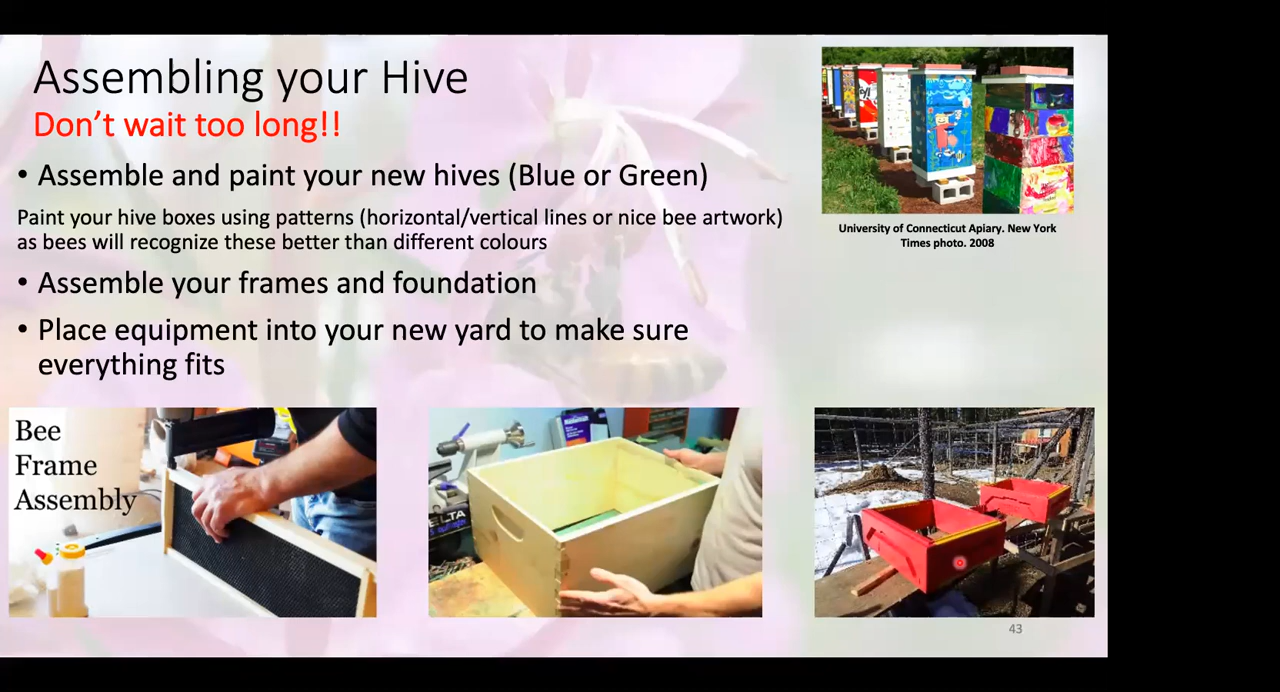 Assembling your Hive
Don't wait too long!!
• Assemble and paint your new hives (Blue or Green)
Paint your hive boxes using patterns (horizontal/vertical lines or nice bee artwork)
as bees will recognize these better than different colours
• Assemble your frames and foundation
• Place equipment into your new yard to make sure
everything fits
University of Connecticut Apiary. New York
Times photo. 2008
Bee
Frame
Assembly
DELTA
43